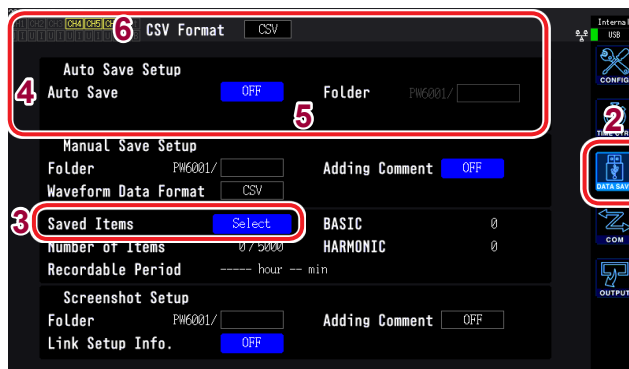 CH4 CH5
6
CSV Format CSV
Internal
USB
Auto Save Setup
4
Auto Save OFF Folder PW6001/
5
CONFIG
2
Manual Save Setup
Folder PW6001/ Adding Comment OFF
Waveform Data Format CSV
DATA SAV
3
Saved Items Select BASIC 0
Number of Items 0 / 5000 HARMONIC 0
Recordable Period ----- hour -- min
COM
Screenshot Setup
OUTPUT
Folder PW6001/ Adding Comment OFF
Link Setup Info. OFF